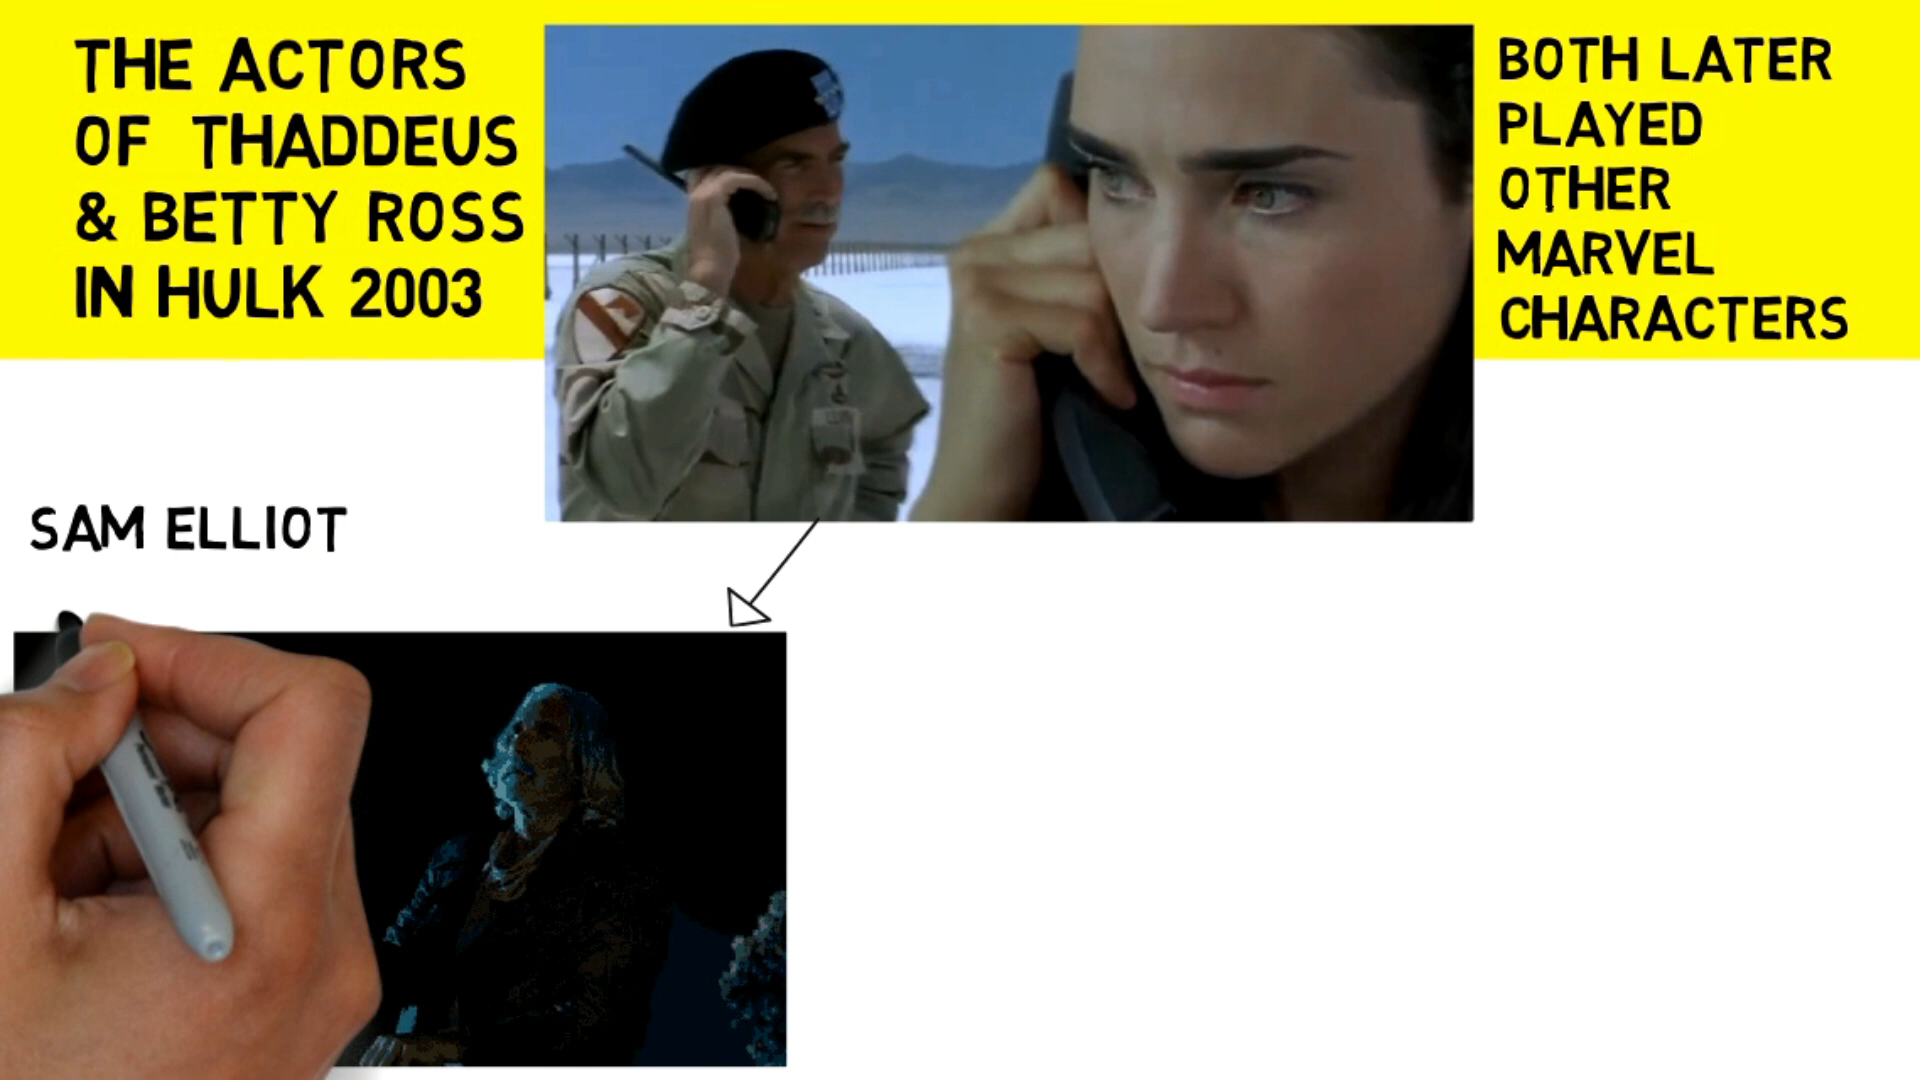 THE ACTORS
OF THADDEUS
& BETTY ROSS
IN HULK 2003
BOTH LATER
PLAYED
OTHER
MARVEL
CHARACTERS
SAM ELLIOT